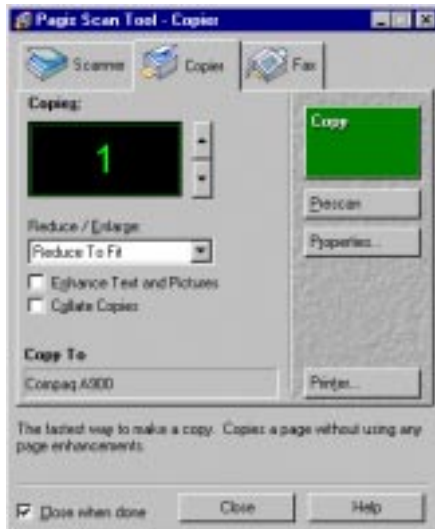 Pagis Scan Tool - Copier
Scanner Copier Fax
Copies:
1
Copy
Prescan
Reduce / Enlarge:
Properties...
Reduce To Fit
Enhance Text and Pictures
Collate Copies
Copy To
Compaq A900
Printer...
The fastest way to make a copy. Copies a page without using any
page enhancements.
Close when done
Close
Help